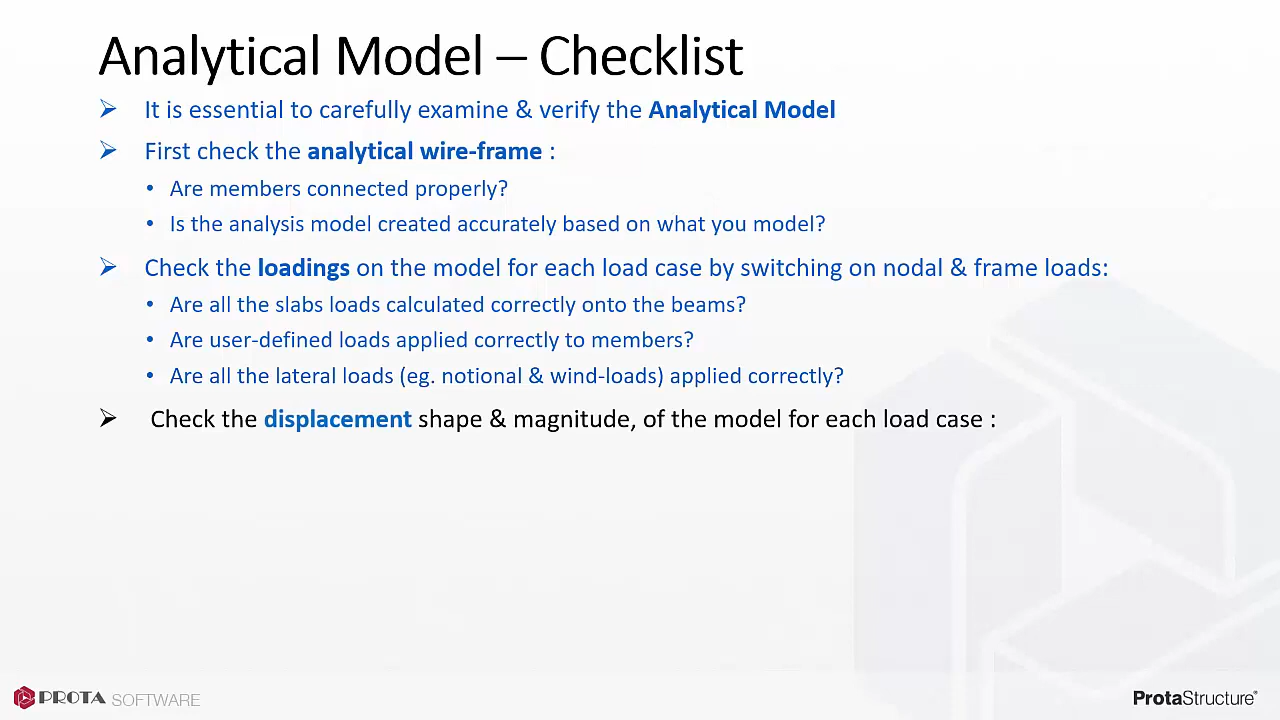 Analytical Model – Checklist
➢ It is essential to carefully examine & verify the Analytical Model
➢ First check the analytical wire-frame :
• Are members connected properly?
• Is the analysis model created accurately based on what you model?
➢ Check the loadings on the model for each load case by switching on nodal & frame loads:
• Are all the slabs loads calculated correctly onto the beams?
• Are user-defined loads applied correctly to members?
• Are all the lateral loads (eg. notional & wind-loads) applied correctly?
➢ Check the displacement shape & magnitude, of the model for each load case :
PROTA SOFTWARE
ProtaStructure®